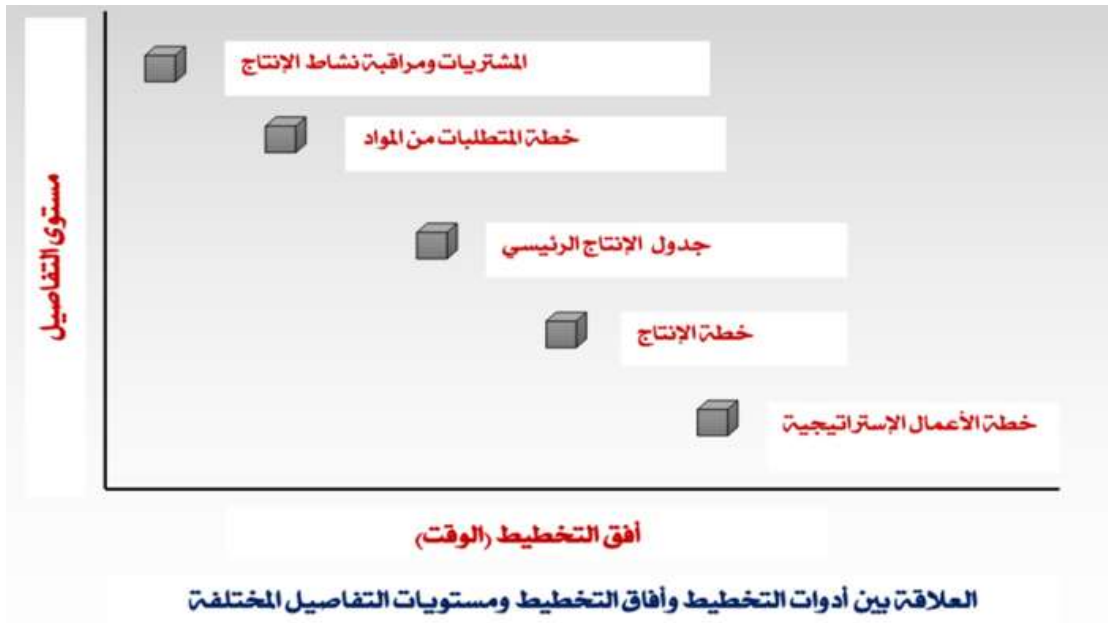 المشتريات ومراقبة نشاط الإنتاج
خطة المتطلبات من المواد
جدول الإنتاج الرئيسي
خطة الإنتاج
خطة الأعمال الإستراتيجية
مستوى التفاصيل
أفق التخطيط (الوقت)
العلاقة بين أدوات التخطيط وأفاق التخطيط ومستويات التفاصيل المختلفة